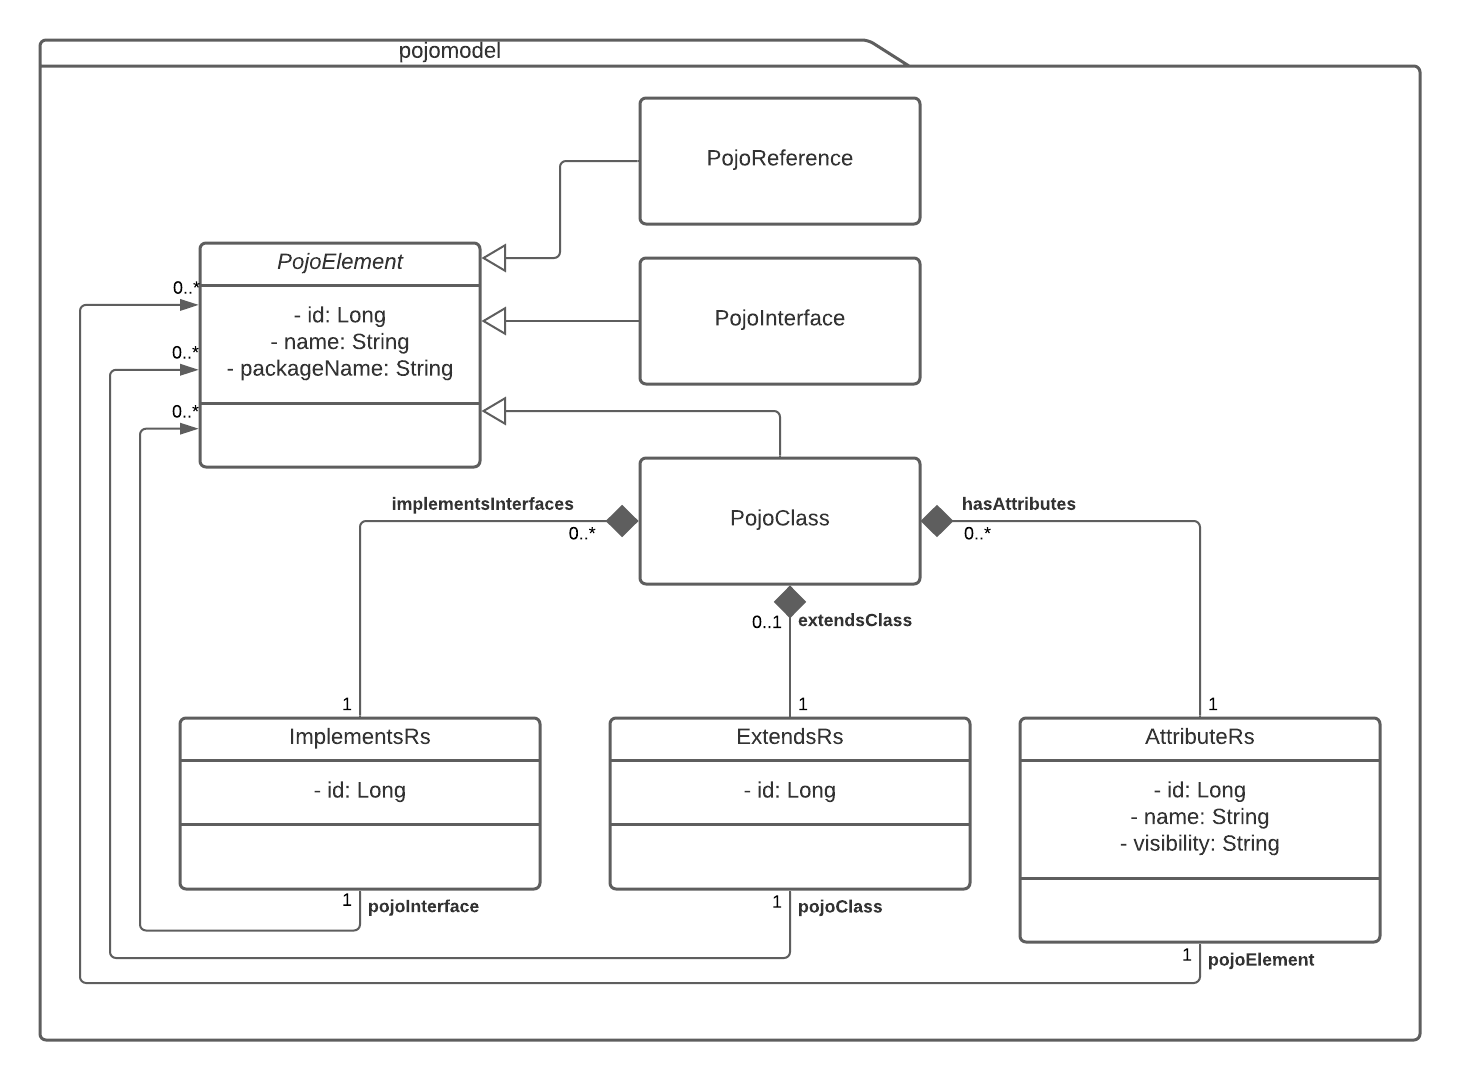 pojomodel
PojoReference
PojoElement
0..*
- id: Long
- name: String
- packageName: String
0..*
0..*
PojoInterface
PojoClass
implementsInterfaces
0..*
hasAttributes
0..*
0..1
extendsClass
1
1
1
ImplementsRs
- id: Long
ExtendsRs
- id: Long
AttributeRs
- id: Long
- name: String
- visibility: String
1
pojoInterface
1
pojoClass
1
pojoElement